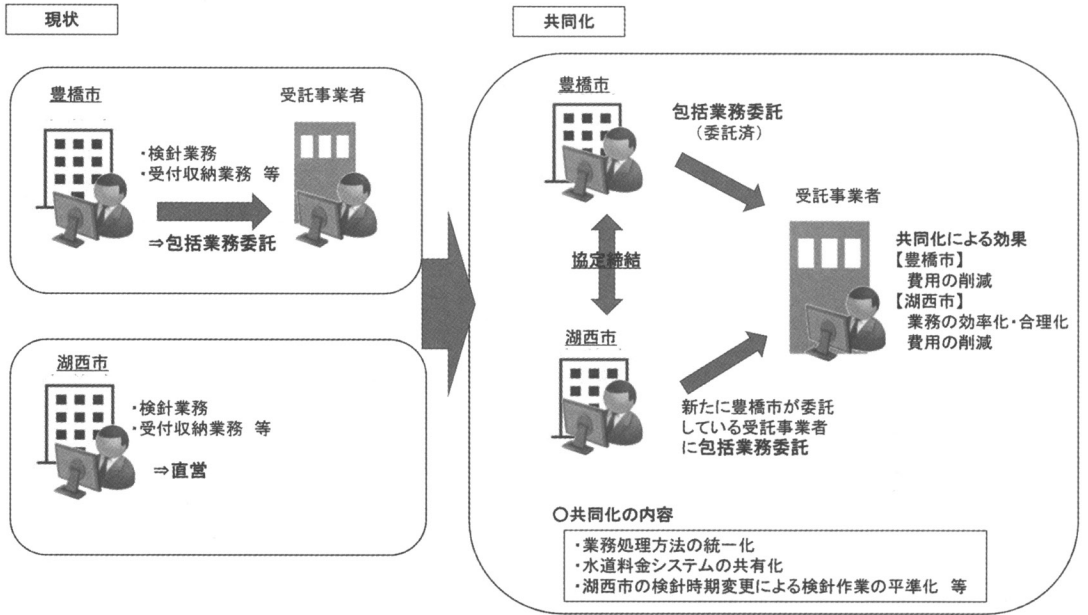 現状
豊橋市
受託事業者
・検針業務
・受付収納業務 等
⇒包括業務委託
湖西市
・検針業務
・受付収納業務 等
⇒直営
共同化
豊橋市
包括業務委託
（委託済）
受託事業者
協定締結
共同化による効果
【豊橋市】
費用の削減
【湖西市】
業務の効率化・合理化
費用の削減
湖西市
新たに豊橋市が委託
している受託事業者
に包括業務委託
○共同化の内容
・業務処理方法の統一化
・水道料金システムの共有化
・湖西市の検針時期変更による検針作業の平準化 等